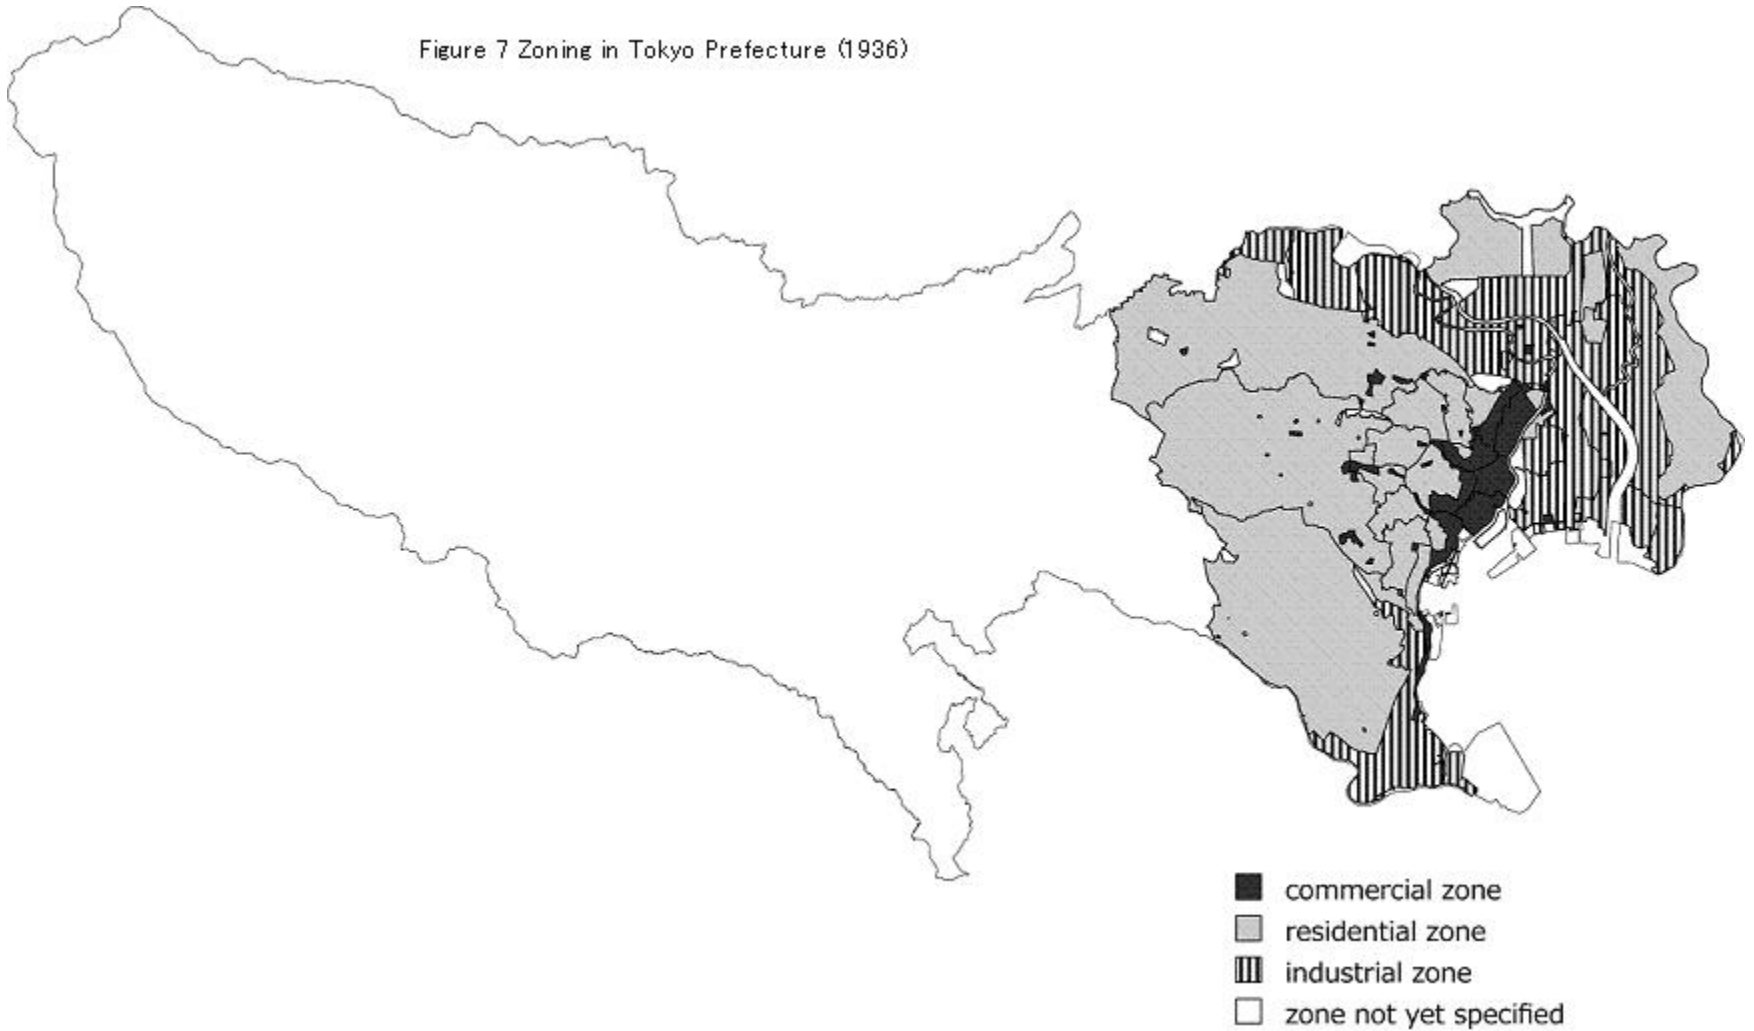 Figure 7 Zoning in Tokyo Prefecture (1936)
commercial zone
residential zone
industrial zone
zone not yet specified